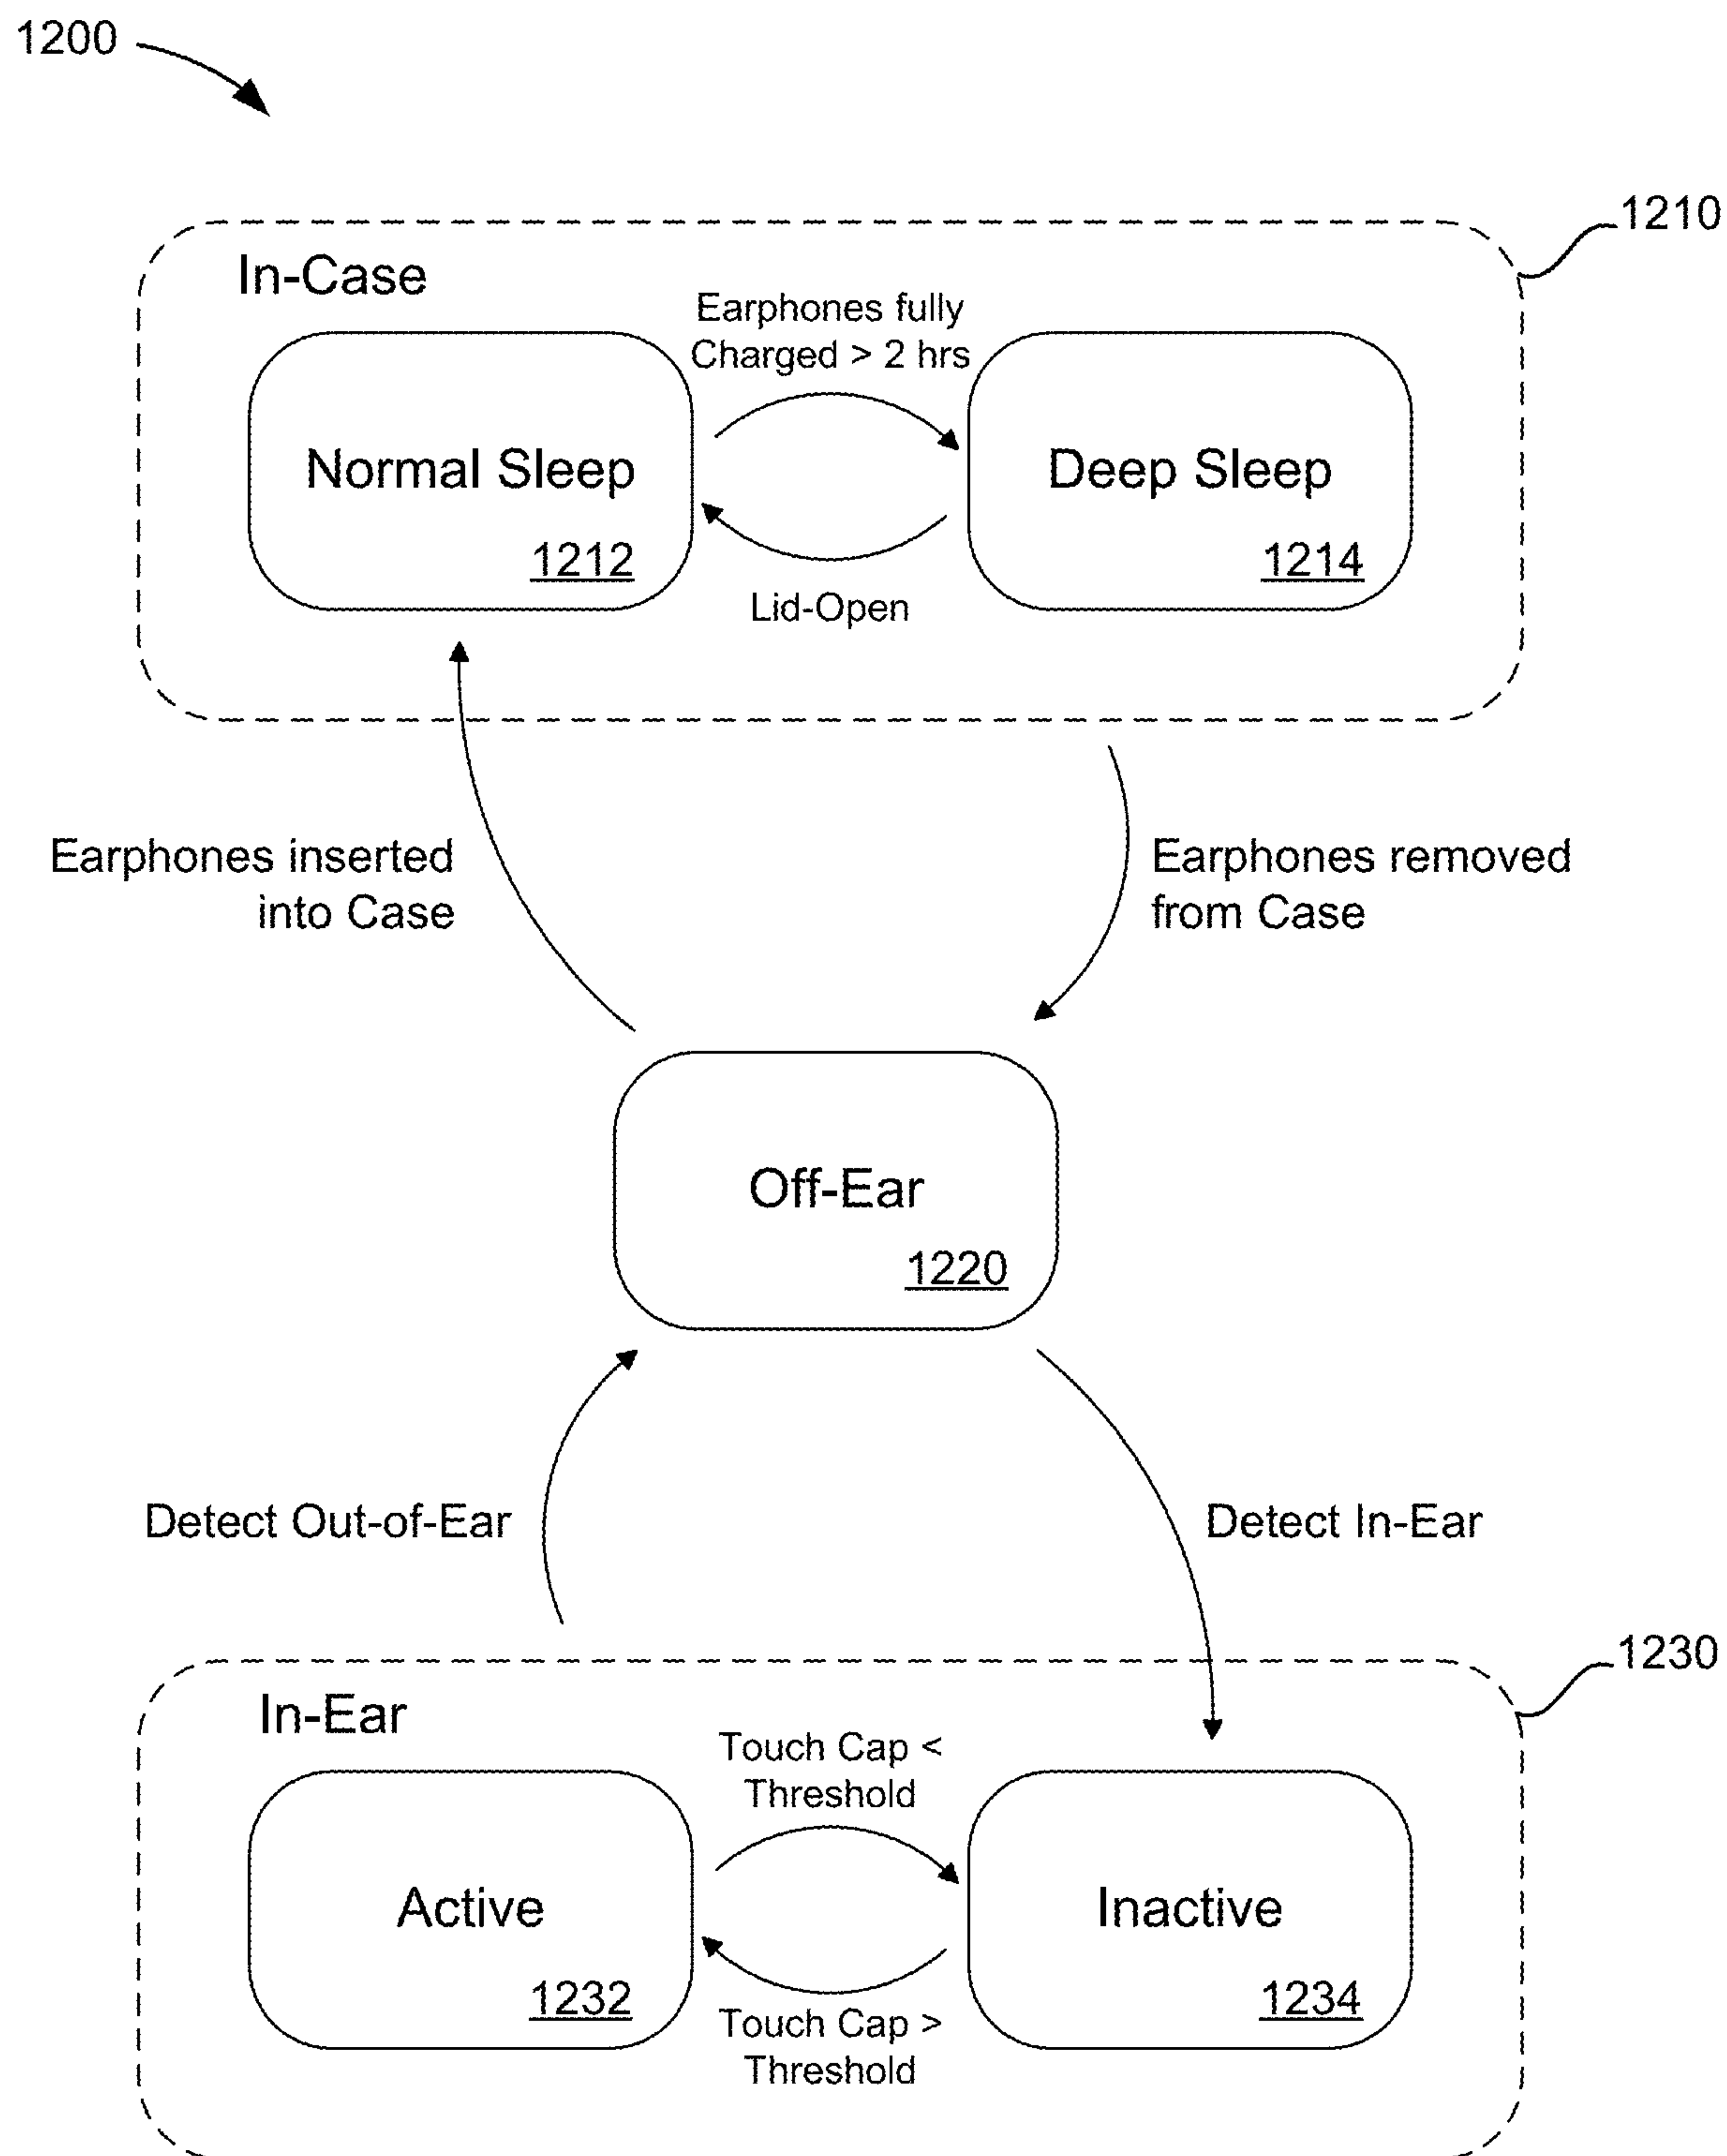 1200
1210
In-Case
Earphones fully
Charged > 2 hrs
Normal Sleep
1212
Deep Sleep
1214
Lid-Open
Earphones inserted
into Case
Earphones removed
from Case
Off-Ear
1220
Detect Out-of-Ear
Detect In-Ear
1230
In-Ear
Touch Cap <
Threshold
Active
1232
Inactive
1234
Touch Cap >
Threshold